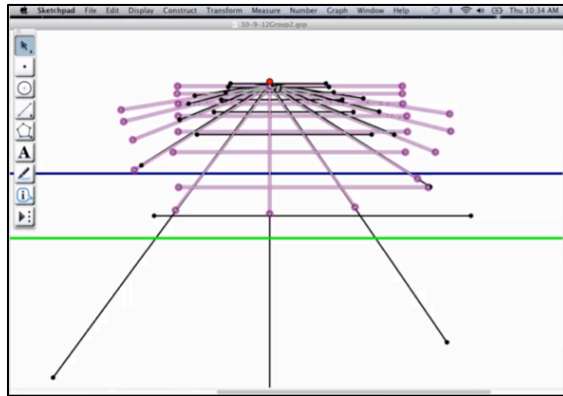 Sketchpad File Edit Display Construct Transform Measure Number Graph Window Help Thu 10:34 AM
10-9-12Group2.gsp
A